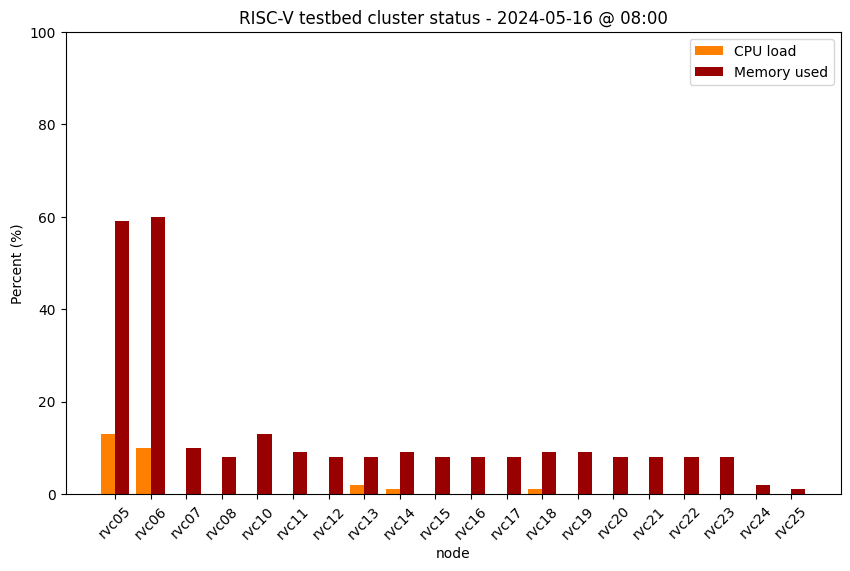 RISC-V testbed cluster status - 2024-05-16 @ 08:00
CPU load
Memory used
Percent (%)
100
80
60
40
20
0
rvc05
rvc06
rvc07
rvc08
rvc10
rvc11
rvc12
rvc13
rvc14
rvc15
rvc16
rvc17
rvc18
rvc19
rvc20
rvc21
rvc22
rvc23
rvc24
rvc25
node